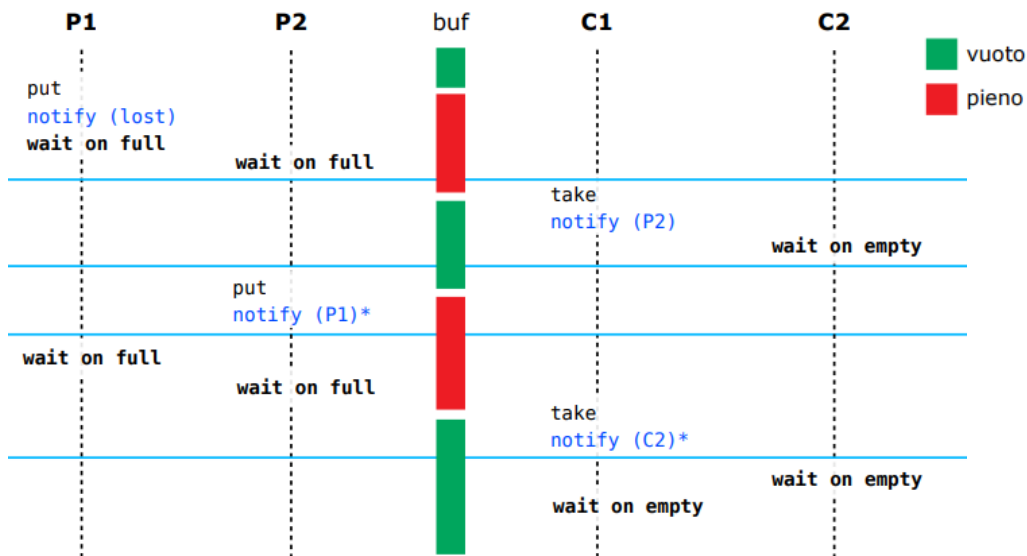 P1 P2 buf C1 C2
vuoto
pieno
put
notify (lost)
wait on full
wait on full
take
notify (P2)
wait on empty
put
notify (P1)*
wait on full
wait on full
take
notify (C2)*
wait on empty
wait on empty